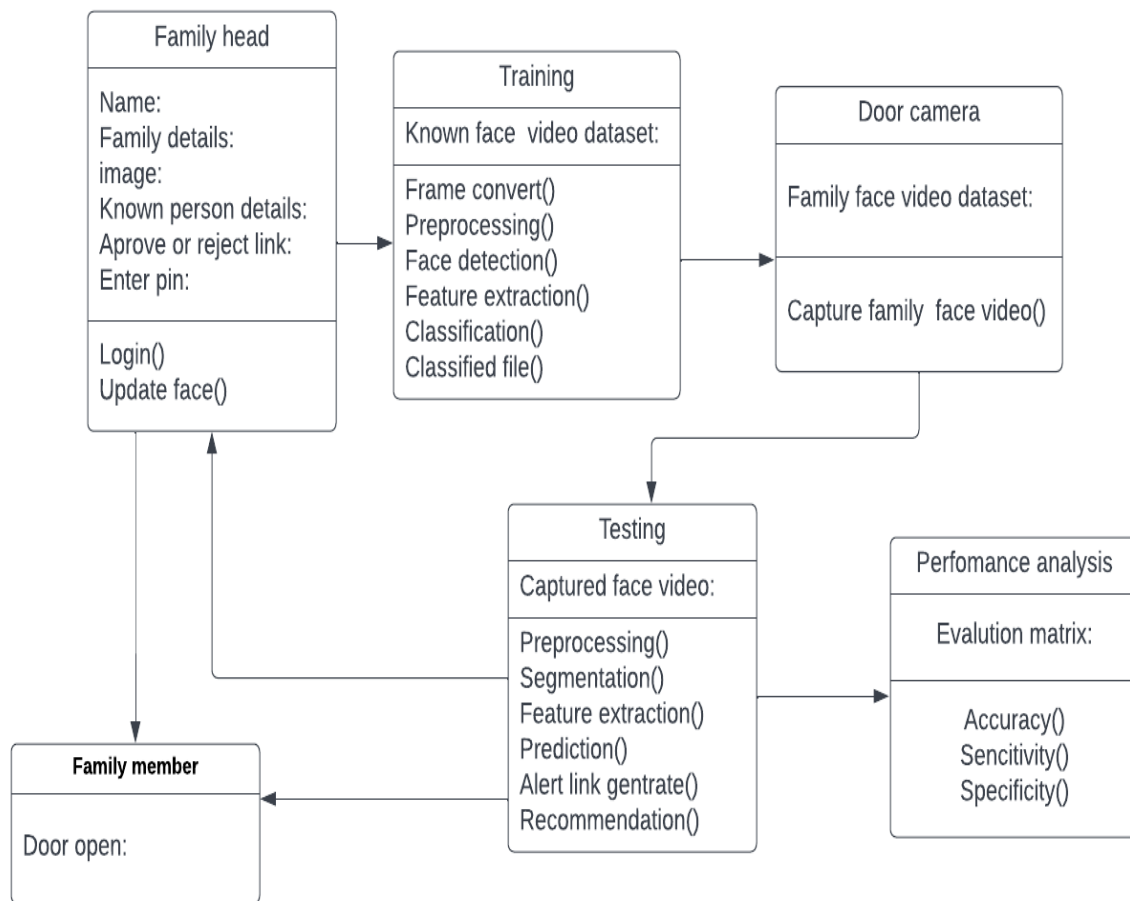 Family head
Name:
Family details:
image:
Known person details:
Aprove or reject link:
Enter pin:
Login()
Update face()
Training
Known face video dataset:
Frame convert()
Preprocessing()
Face detection()
Feature extraction()
Classification()
Classified file()
Door camera
Family face video dataset:
Capture family face video()
Testing
Captured face video:
Preprocessing()
Segmentation()
Feature extraction()
Prediction()
Alert link gentrate()
Recommendation()
Perfomance analysis
Evalution matrix:
Accuracy()
Sencitivity()
Specificity()
Family member
Door open: